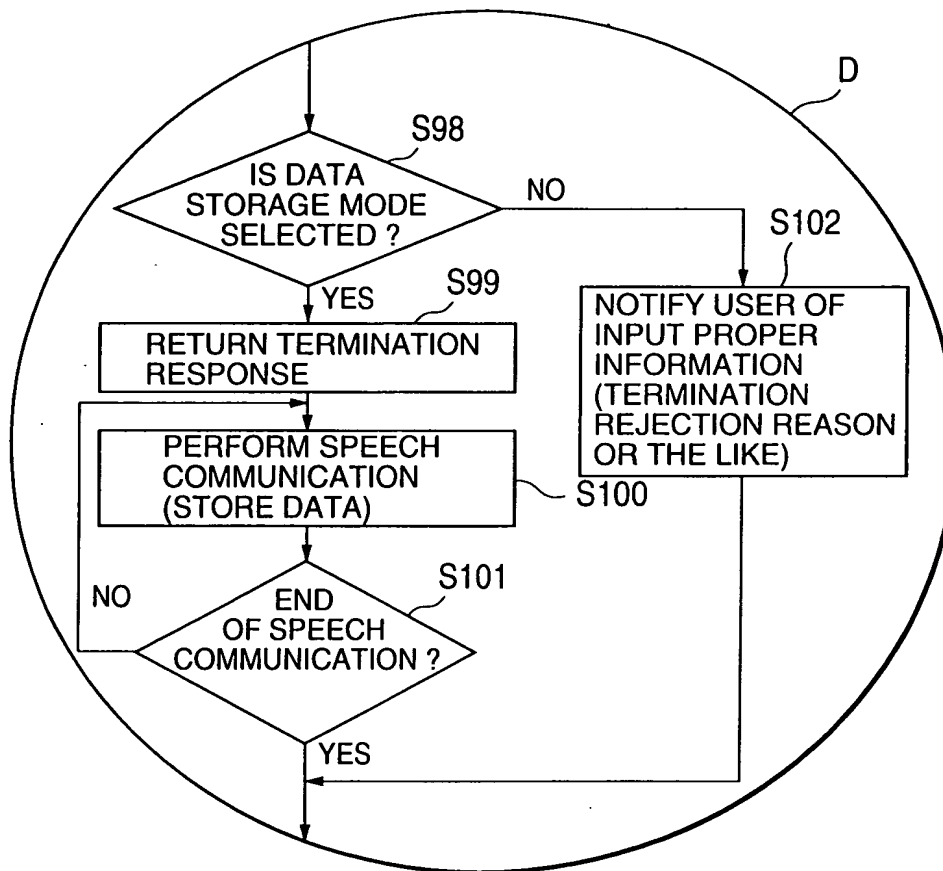 D
S98
IS DATA
STORAGE MODE
SELECTED ?
NO
YES
S99
RETURN TERMINATION
RESPONSE
S102
NOTIFY USER OF
INPUT PROPER
INFORMATION
(TERMINATION
REJECTION REASON
OR THE LIKE)
PERFORM SPEECH
COMMUNICATION
(STORE DATA)
S100
S101
END
OF SPEECH
COMMUNICATION ?
NO
YES